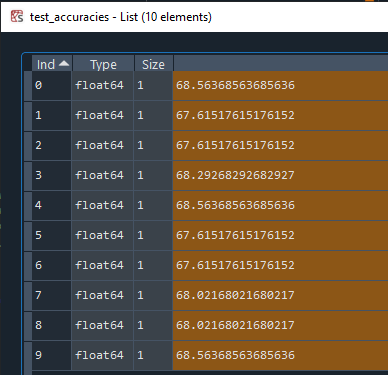 test_accuracies - List (10 elements)
Ind Type Size
0 float64 1 68.56368563685636
1 float64 1 67.61517615176152
2 float64 1 67.61517615176152
3 float64 1 68.29268292682927
4 float64 1 68.56368563685636
5 float64 1 67.61517615176152
6 float64 1 67.61517615176152
7 float64 1 68.02168021680217
8 float64 1 68.02168021680217
9 float64 1 68.56368563685636